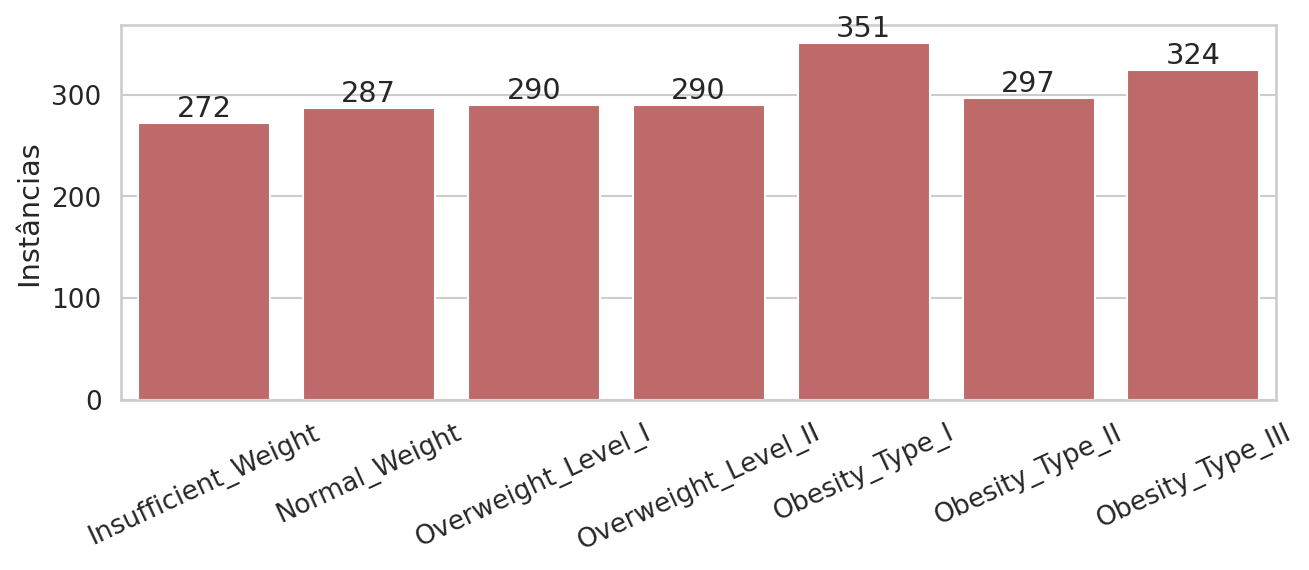 351
324
297
290
290
287
272
300
200
100
0
Instâncias
Insufficient_Weight
Normal_Weight
Overweight_Level_I
Overweight_Level_II
Obesity_Type_I
Obesity_Type_II
Obesity_Type_III